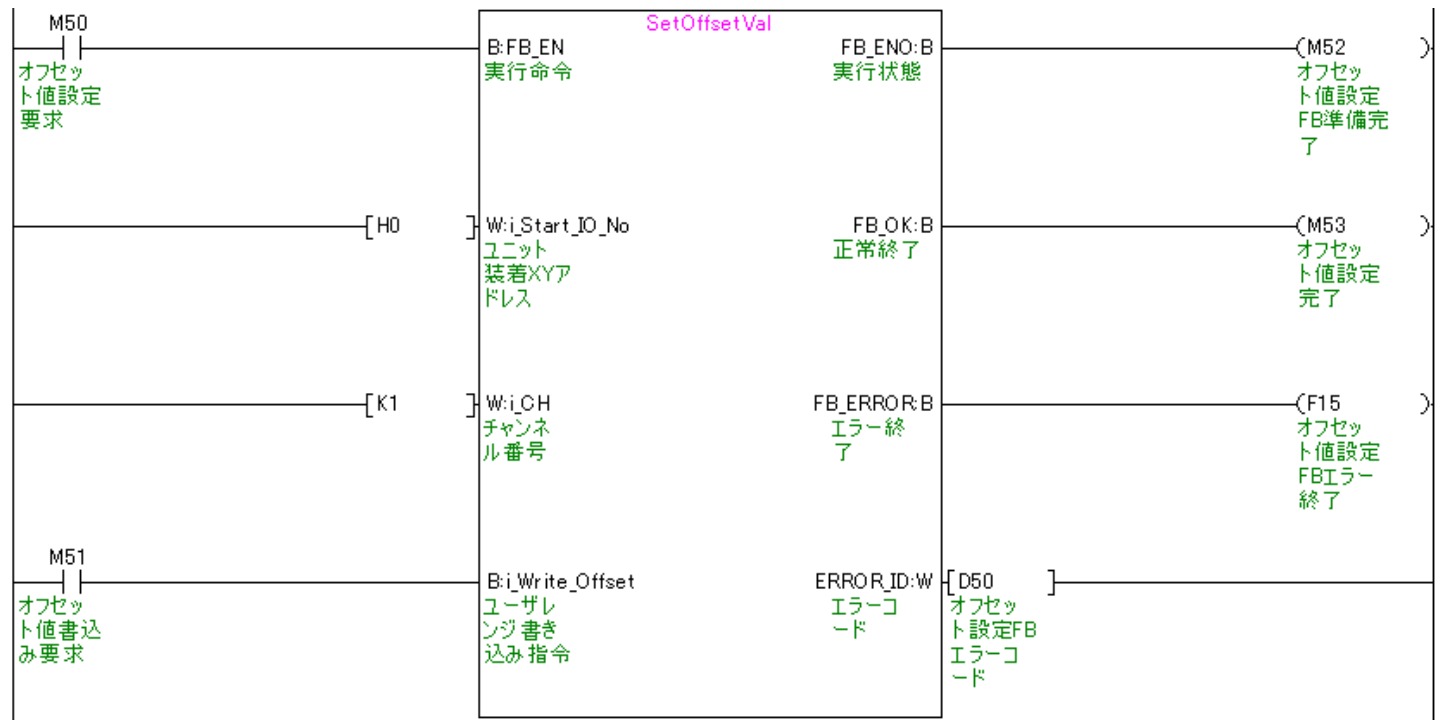 M50
SetOffsetVal
B:FB_EN
FB_ENO:B
(M52 )
オフセッ
ト値設定
要求
実行命令
実行状態
オフセッ
ト値設定
FB準備完
了
[H0 ]
W:i_Start_IO_No
FB_OK:B
(M53 )
ユニット
装着XYア
ドレス
正常終了
オフセッ
ト値設定
完了
[K1 ]
W:i_CH
FB_ERROR:B
(F15 )
チャンネ
ル番号
エラー終
了
オフセッ
ト値設定
FBエラー
終了
M51
B:i_Write_Offset
ERROR_ID:W
[D50 ]
オフセッ
ト値書込
み要求
ユーザレ
ンジ書き
込み指令
エラーコ
ード
オフセッ
ト設定FB
エラーコ
ード